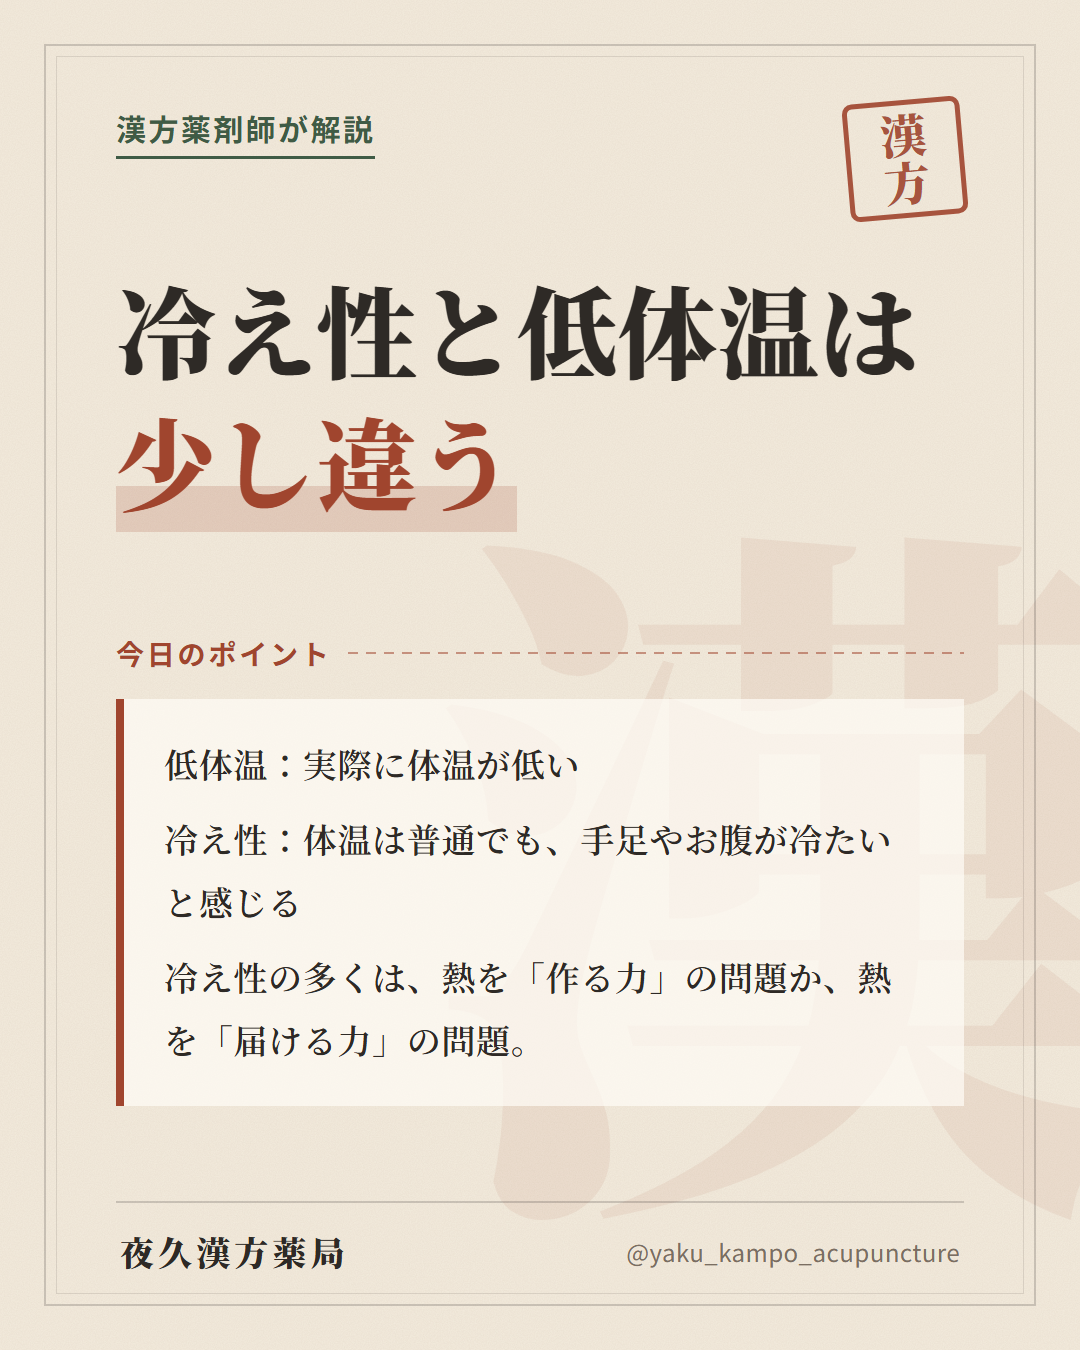 漢方薬剤師が解説
漢
方
冷え性と低体温は
少し違う
今日のポイント
低体温：実際に体温が低い
冷え性：体温は普通でも、手足やお腹が冷たい
と感じる
冷え性の多くは、熱を「作る力」の問題か、熱
を「届ける力」の問題。
夜久漢方薬局
@yaku_kampo_acupuncture
漢